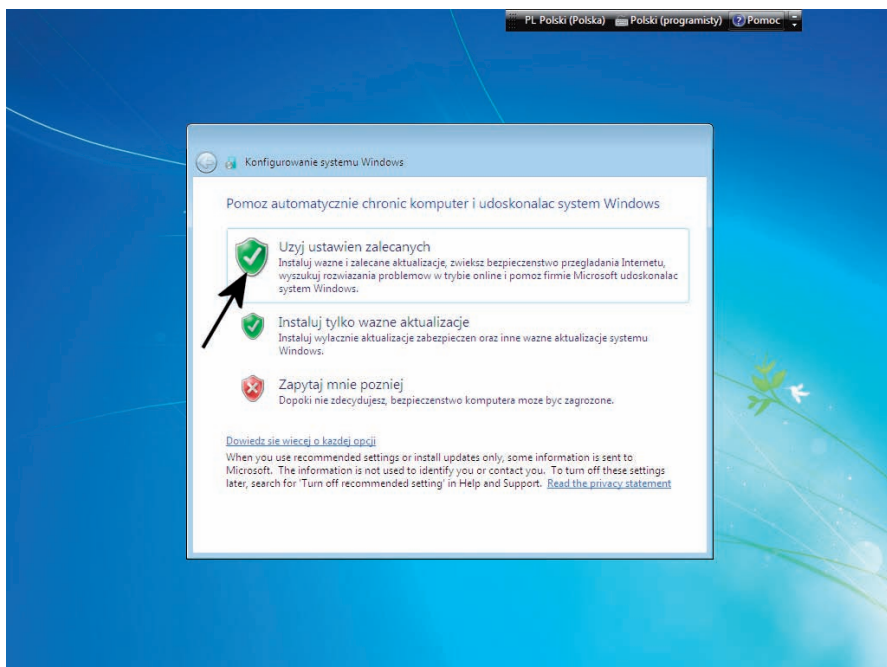 PL Polski (Polska) Polski (programisty) Pomoc
Konfigurowanie systemu Windows
Pomoz automatycznie chronic komputer i udoskonalac system Windows
Uzyj ustawien zalecanych
Instaluj wazne i zalecane aktualizacje, zwieksz bezpieczenstwo przegladania Internetu,
wyszukuj rozwiazania problemow w trybie online i pomoz firmie Microsoft udoskonalac
system Windows.
Instaluj tylko wazne aktualizacje
Instaluj wylacznie aktualizacje zabezpieczen oraz inne wazne aktualizacje systemu
Windows.
Zapytaj mnie pozniej
Dopoki nie zdecydujesz, bezpieczenstwo komputera moze byc zagrozone.
Dowiedz sie wiecej o kazdej opcji
When you use recommended settings or install updates only, some information is sent to
Microsoft. The information is not used to identify you or contact you. To turn off these settings
later, search for 'Turn off recommended setting' in Help and Support. Read the privacy statement